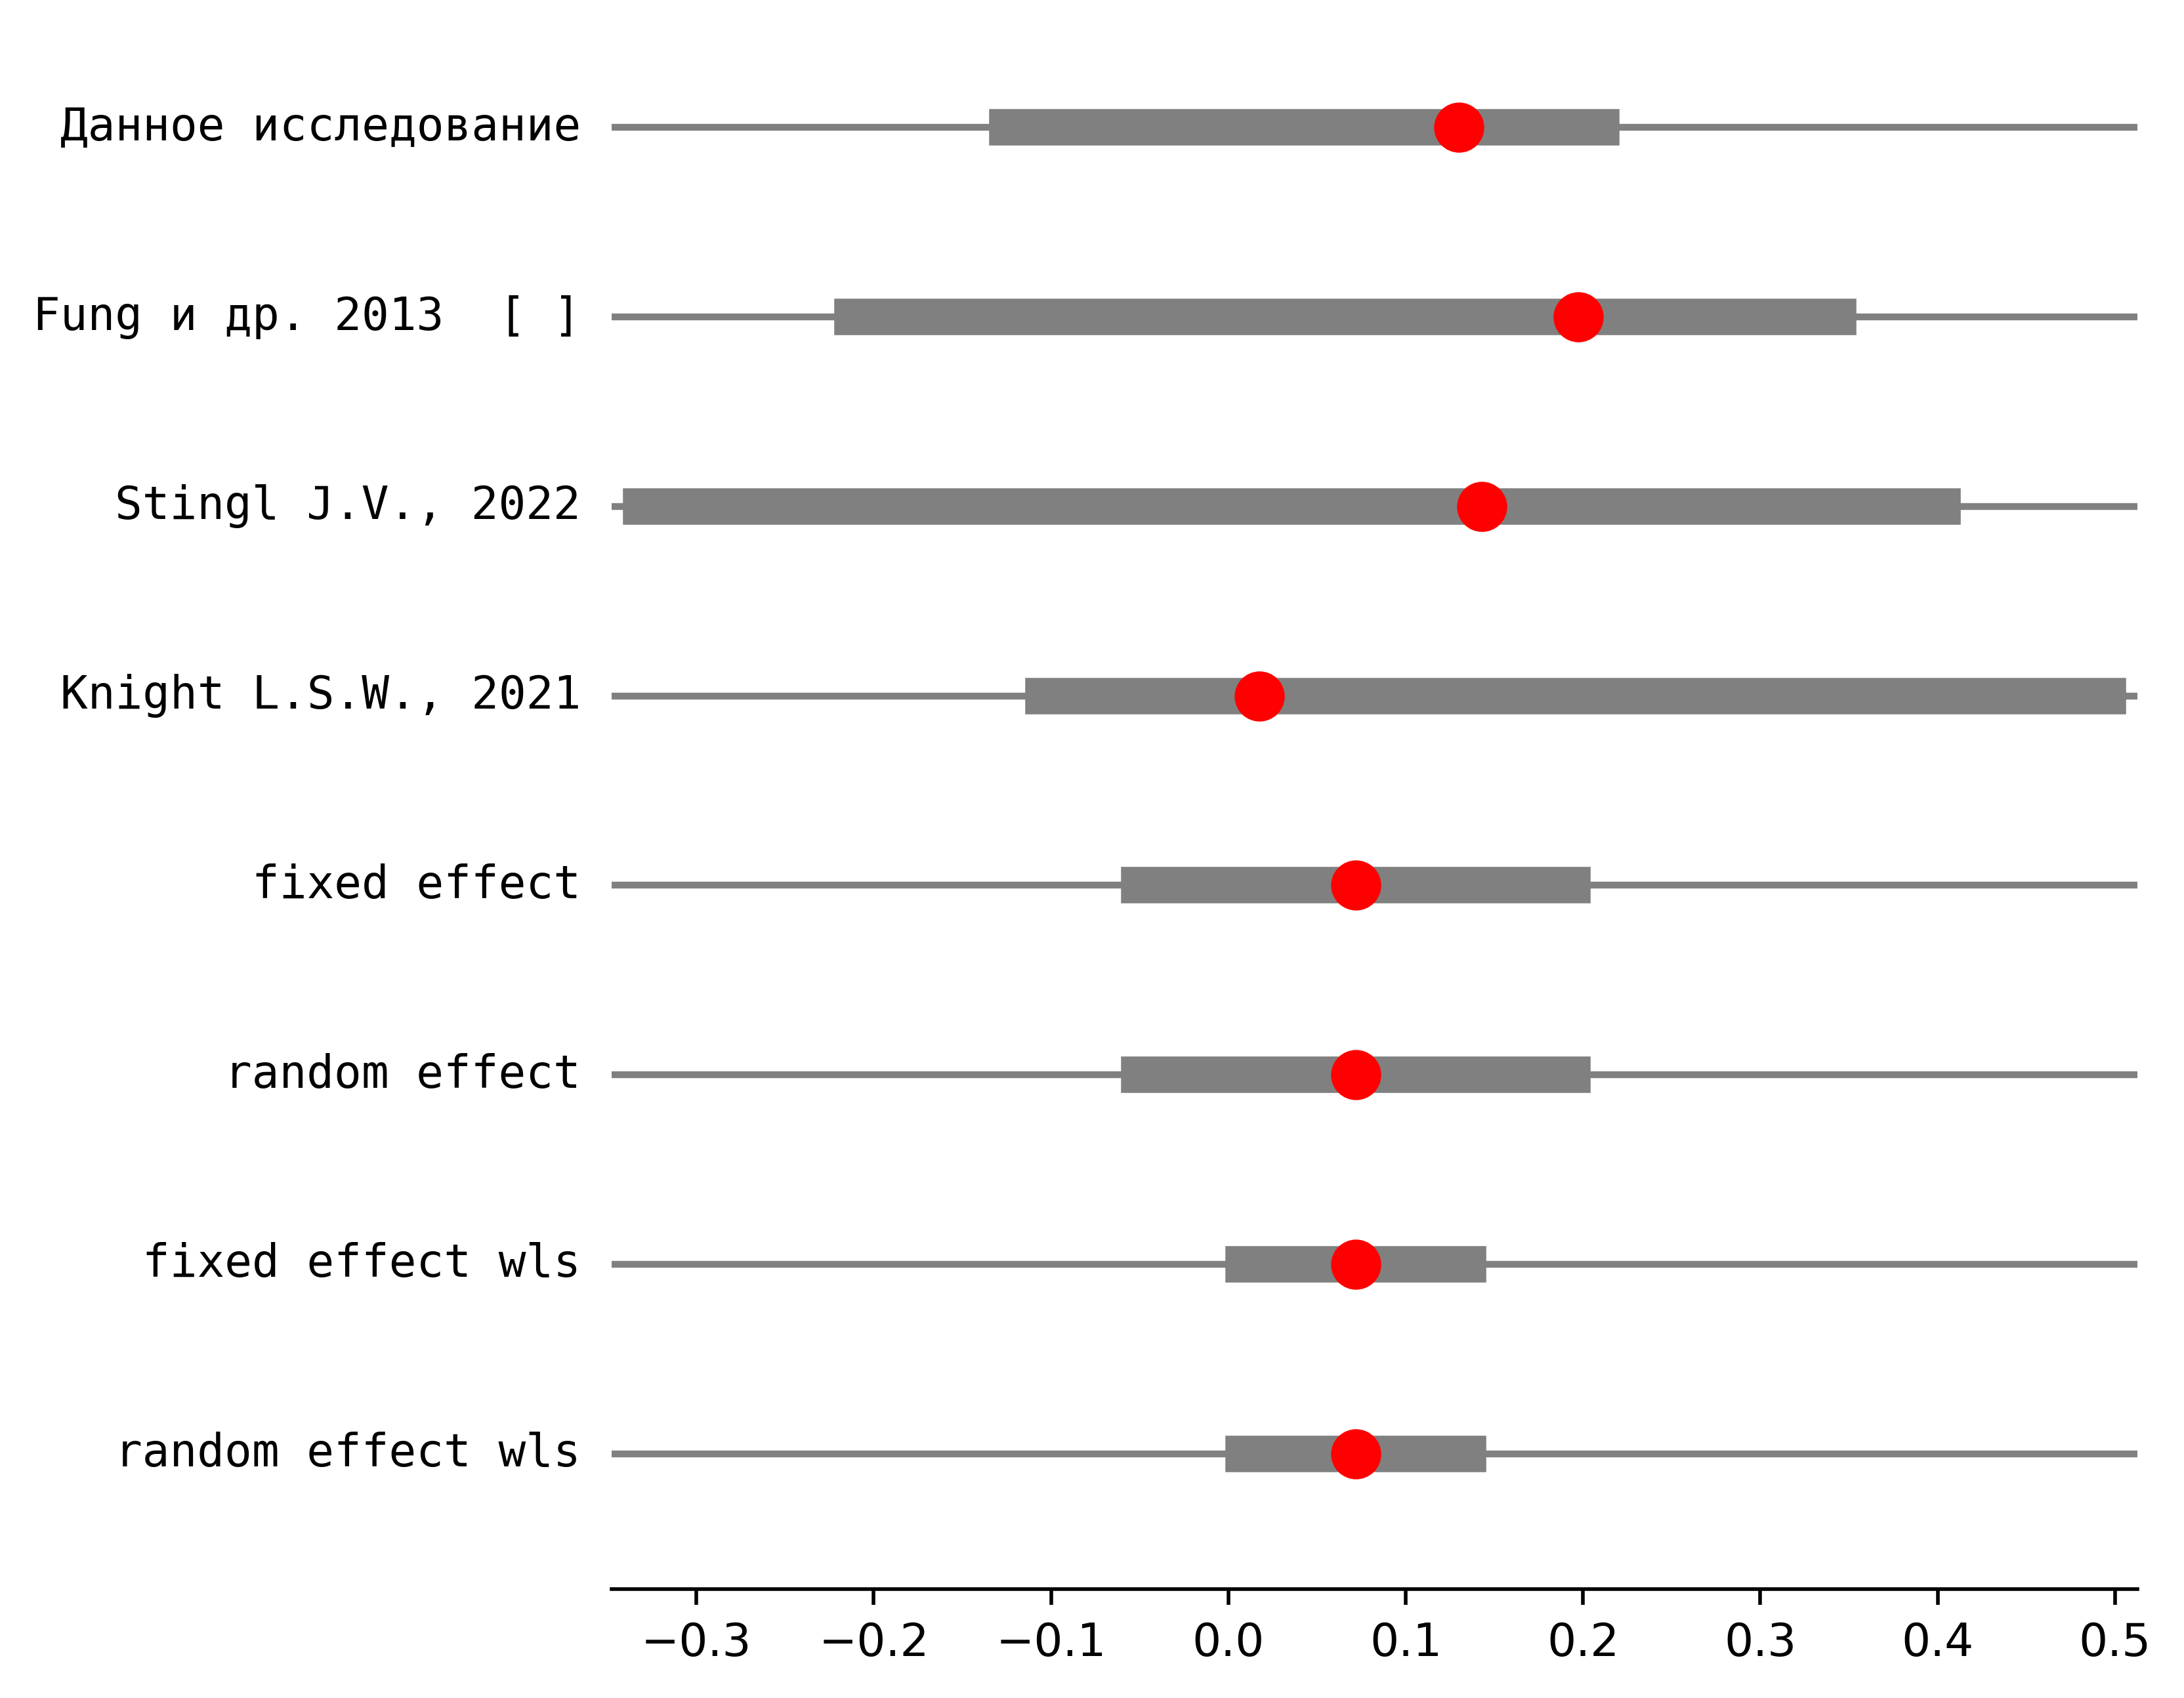 Данное исследование
Fung и др. 2013  [ ]
Stingl J.V., 2022
Knight L.S.W., 2021
fixed effect
random effect
fixed effect wls
random effect wls
−0.3 −0.2 −0.1 0.0 0.1 0.2 0.3 0.4 0.5